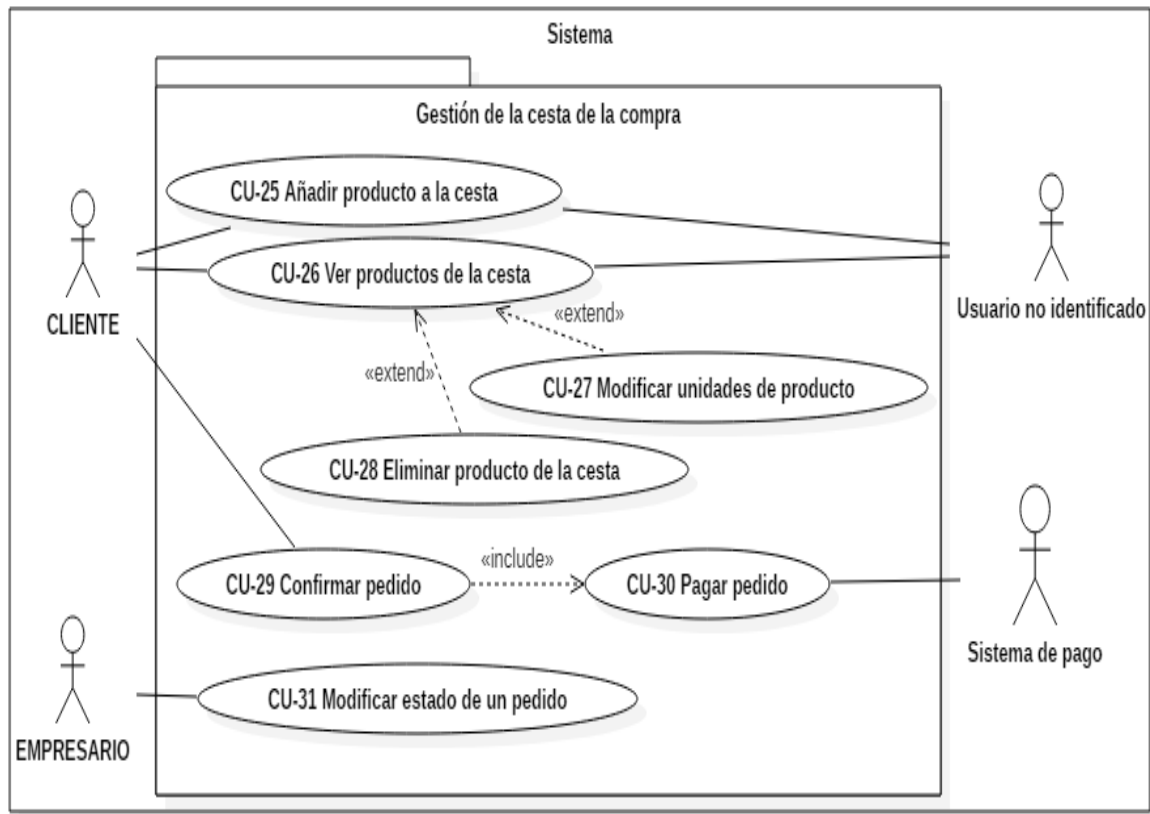 Sistema
Gestión de la cesta de la compra
CU-25 Añadir producto a la cesta
CU-26 Ver productos de la cesta
CLIENTE
Usuario no identificado
«extend»
«extend»
CU-27 Modificar unidades de producto
CU-28 Eliminar producto de la cesta
«include»
CU-29 Confirmar pedido
CU-30 Pagar pedido
Sistema de pago
CU-31 Modificar estado de un pedido
EMPRESARIO